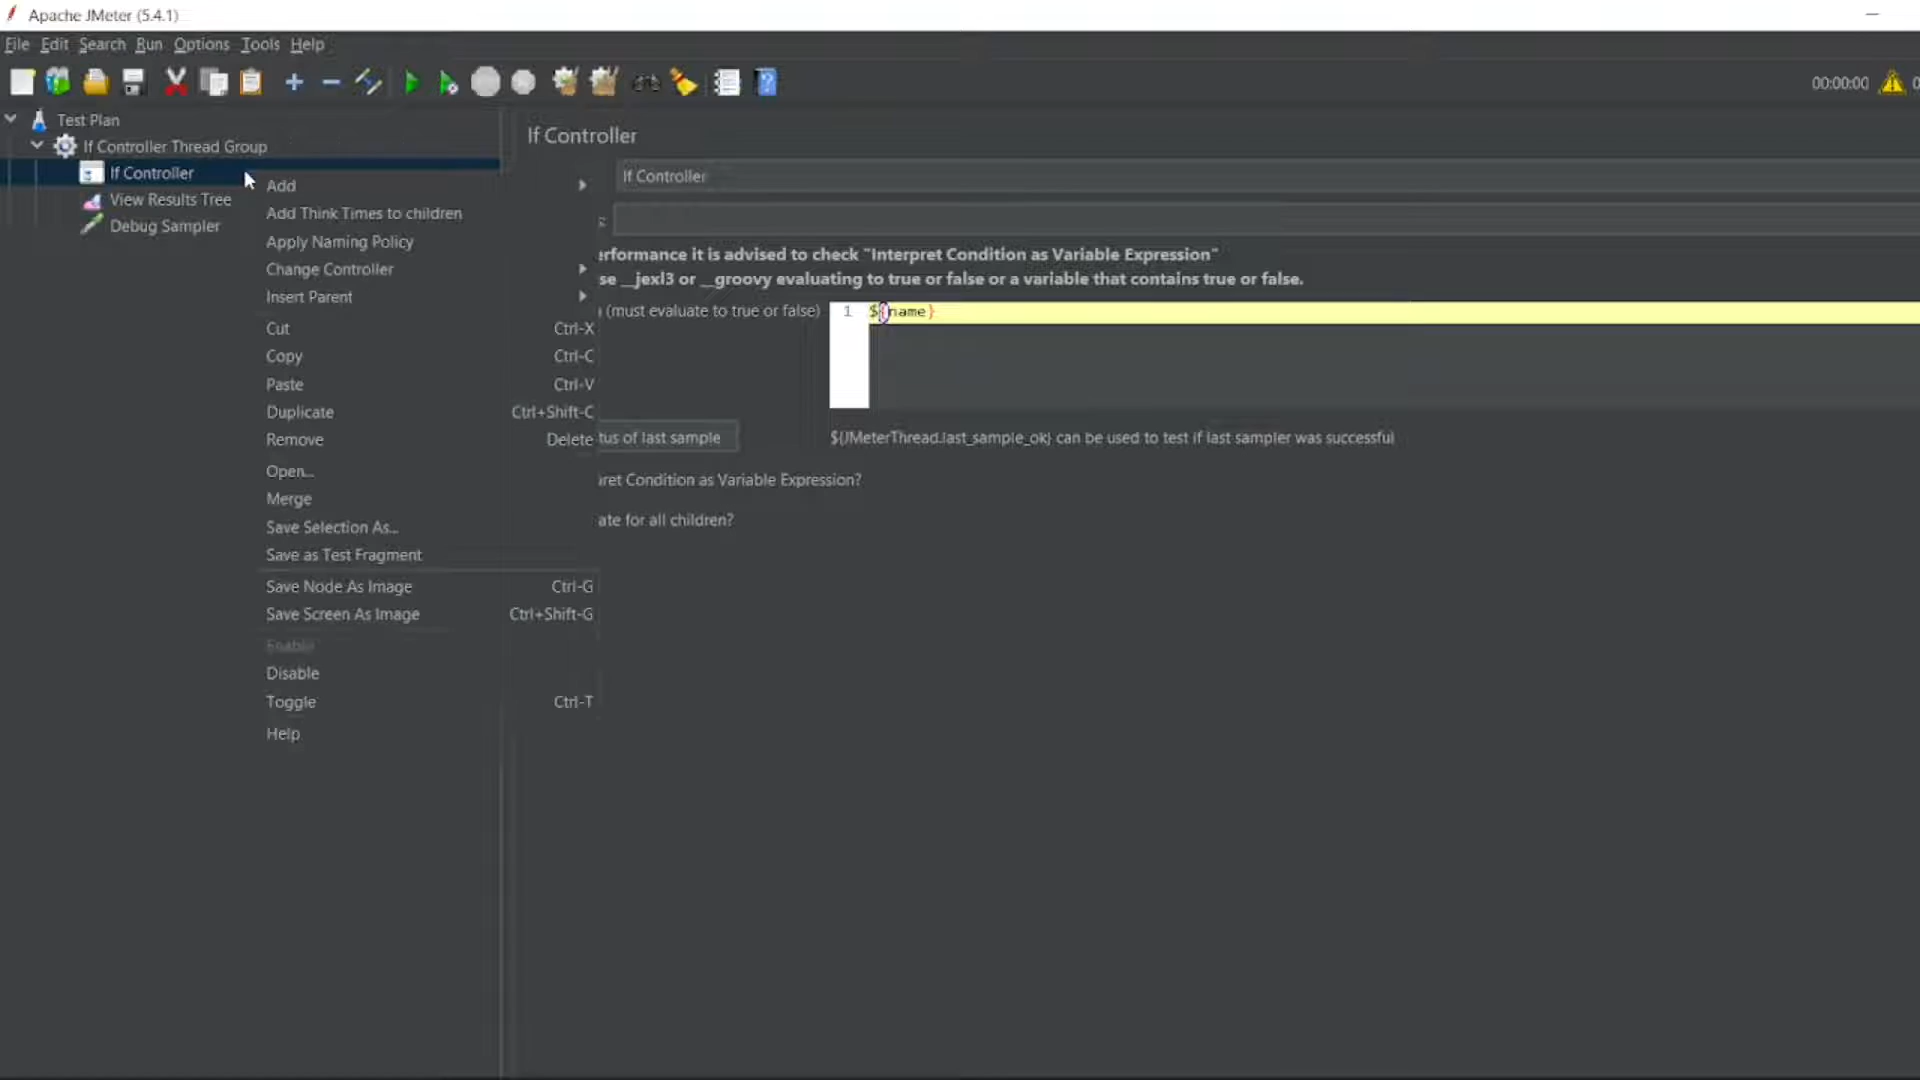 Apache JMeter (5.4.1)
File Edit Search Run Options Tools Help
00:00:00 0
Test Plan
If Controller Thread Group
If Controller
View Results Tree
Debug Sampler
Add
Add Think Times to children
Apply Naming Policy
Change Controller
Insert Parent
Cut Ctrl-X
Copy Ctrl-C
Paste Ctrl-V
Duplicate Ctrl+Shift-C
Remove Delete
Open...
Merge
Save Selection As...
Save as Test Fragment
Save Node As Image Ctrl-G
Save Screen As Image Ctrl+Shift-G
Enable
Disable
Toggle Ctrl-T
Help
If Controller
If Controller
:
erformance it is advised to check "Interpret Condition as Variable Expression"
se __jexl3 or __groovy evaluating to true or false or a variable that contains true or false.
(must evaluate to true or false) 1 ${name}
tus of last sample ${JMeterThread.last_sample_ok} can be used to test if last sampler was successful
ret Condition as Variable Expression?
ate for all children?